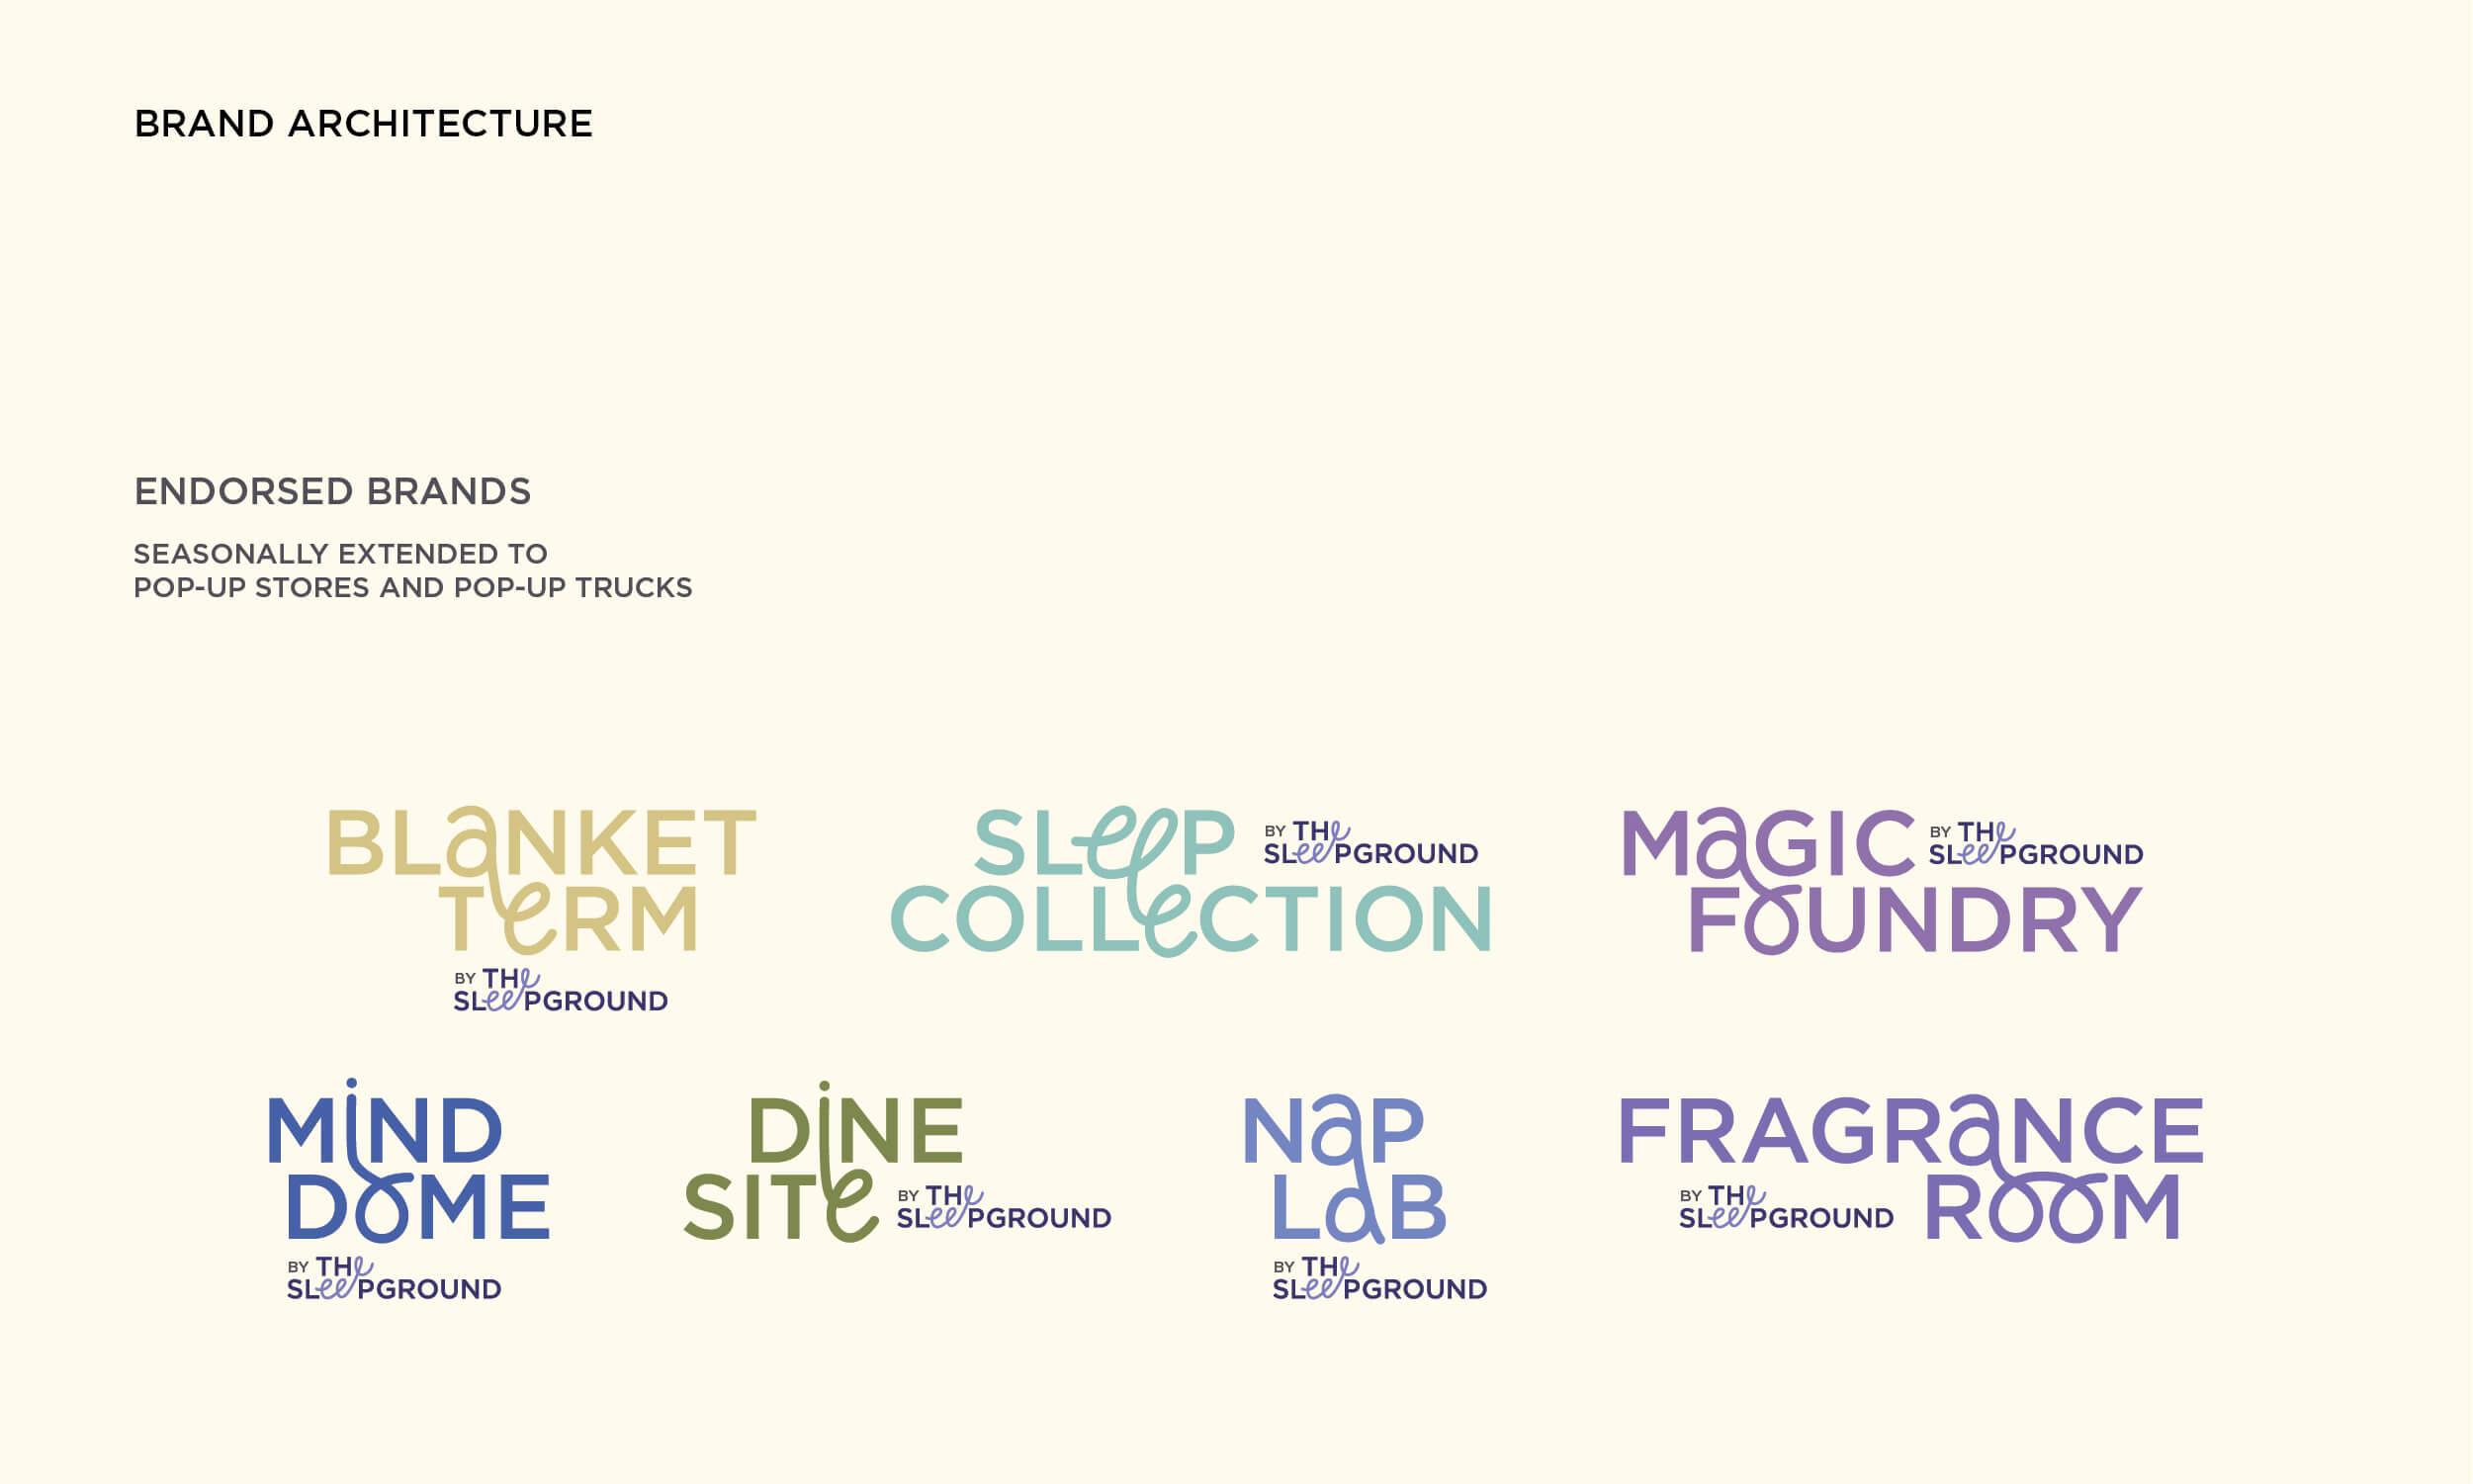 BRAND ARCHITECTURE
ENDORSED BRANDS
SEASONALLY EXTENDED TO
POP-UP STORES AND POP-UP TRUCKS
BLaNKET
TeRM
BY THe
SLeePGROUND
SLeeP
COLLeCTION
BY THe
SLeePGROUND
MaGIC
FoUNDRY
BY THe
SLeePGROUND
MiND
DoME
BY THe
SLeePGROUND
DiNE
SITe
BY THe
SLeePGROUND
NaP
LaB
BY THe
SLeePGROUND
FRAGRaNCE
RooM
BY THe
SLeePGROUND